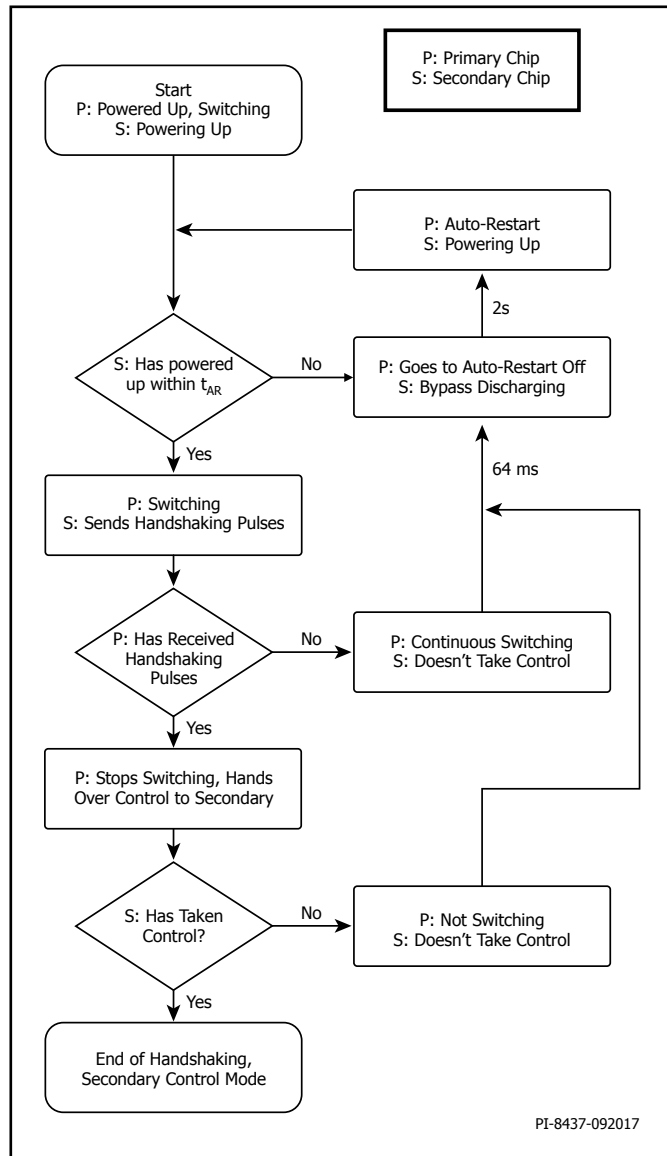 P: Primary Chip
S: Secondary Chip
Start
P: Powered Up, Switching
S: Powering Up
P: Auto-Restart
S: Powering Up
2s
S: Has powered
up within tAR
No
P: Goes to Auto-Restart Off
S: Bypass Discharging
Yes
64 ms
P: Switching
S: Sends Handshaking Pulses
P: Has Received
Handshaking
Pulses
No
P: Continuous Switching
S: Doesn't Take Control
Yes
P: Stops Switching, Hands
Over Control to Secondary
S: Has Taken
Control?
No
P: Not Switching
S: Doesn't Take Control
Yes
End of Handshaking,
Secondary Control Mode
PI-8437-092017